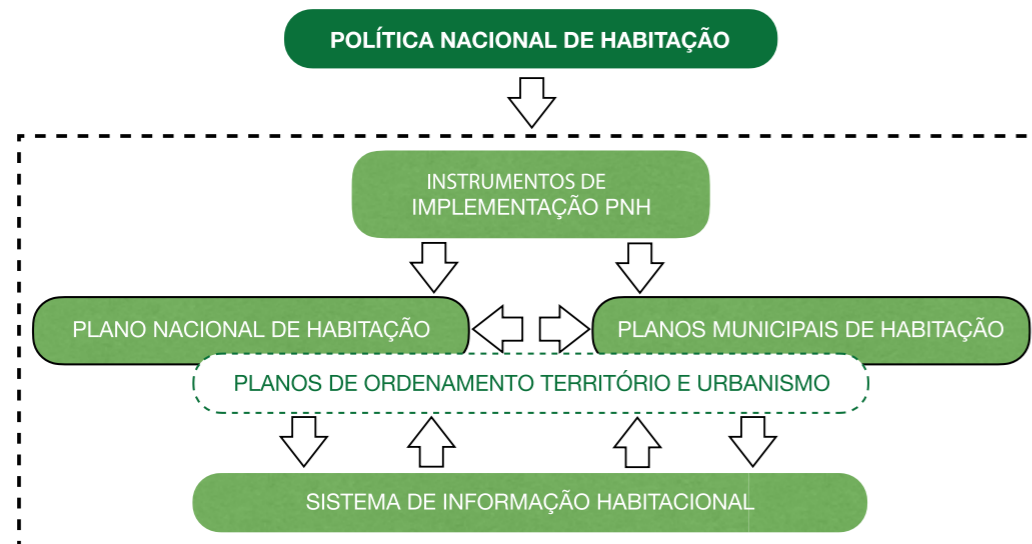 POLÍTICA NACIONAL DE HABITAÇÃO
INSTRUMENTOS DE
IMPLEMENTAÇÃO PNH
PLANO NACIONAL DE HABITAÇÃO
PLANOS MUNICIPAIS DE HABITAÇÃO
PLANOS DE ORDENAMENTO TERRITÓRIO E URBANISMO
SISTEMA DE INFORMAÇÃO HABITACIONAL